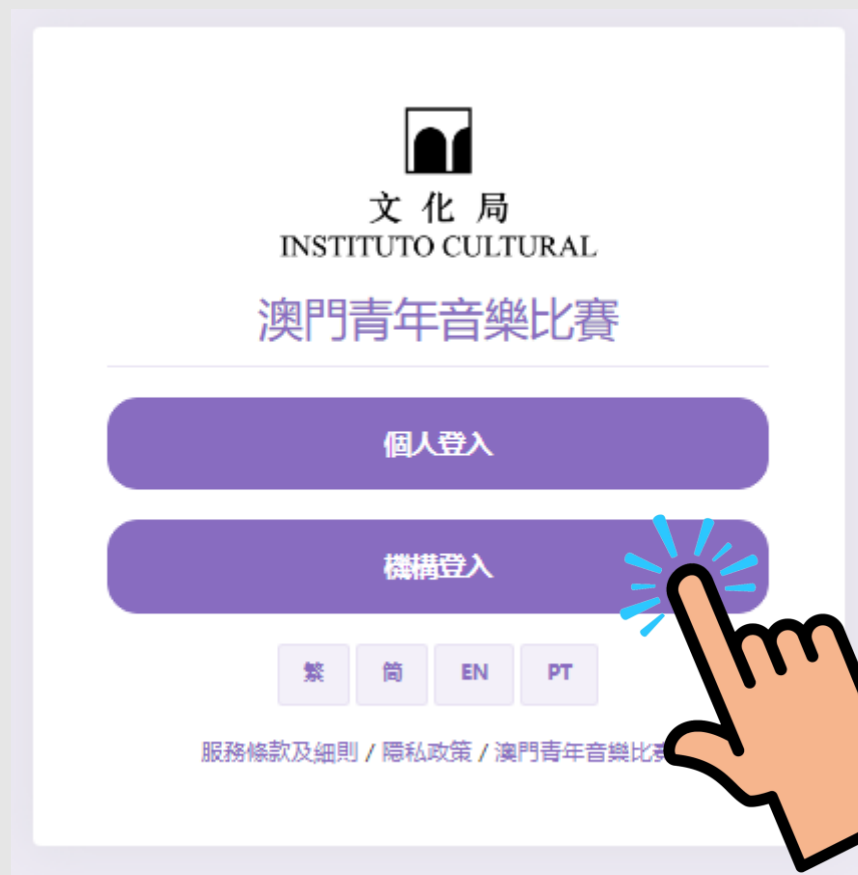 文化局
INSTITUTO CULTURAL
澳門青年音樂比賽
個人登入
機構登入
繁 简 EN PT
服務條款及細則 / 隱私政策 / 澳門青年音樂比